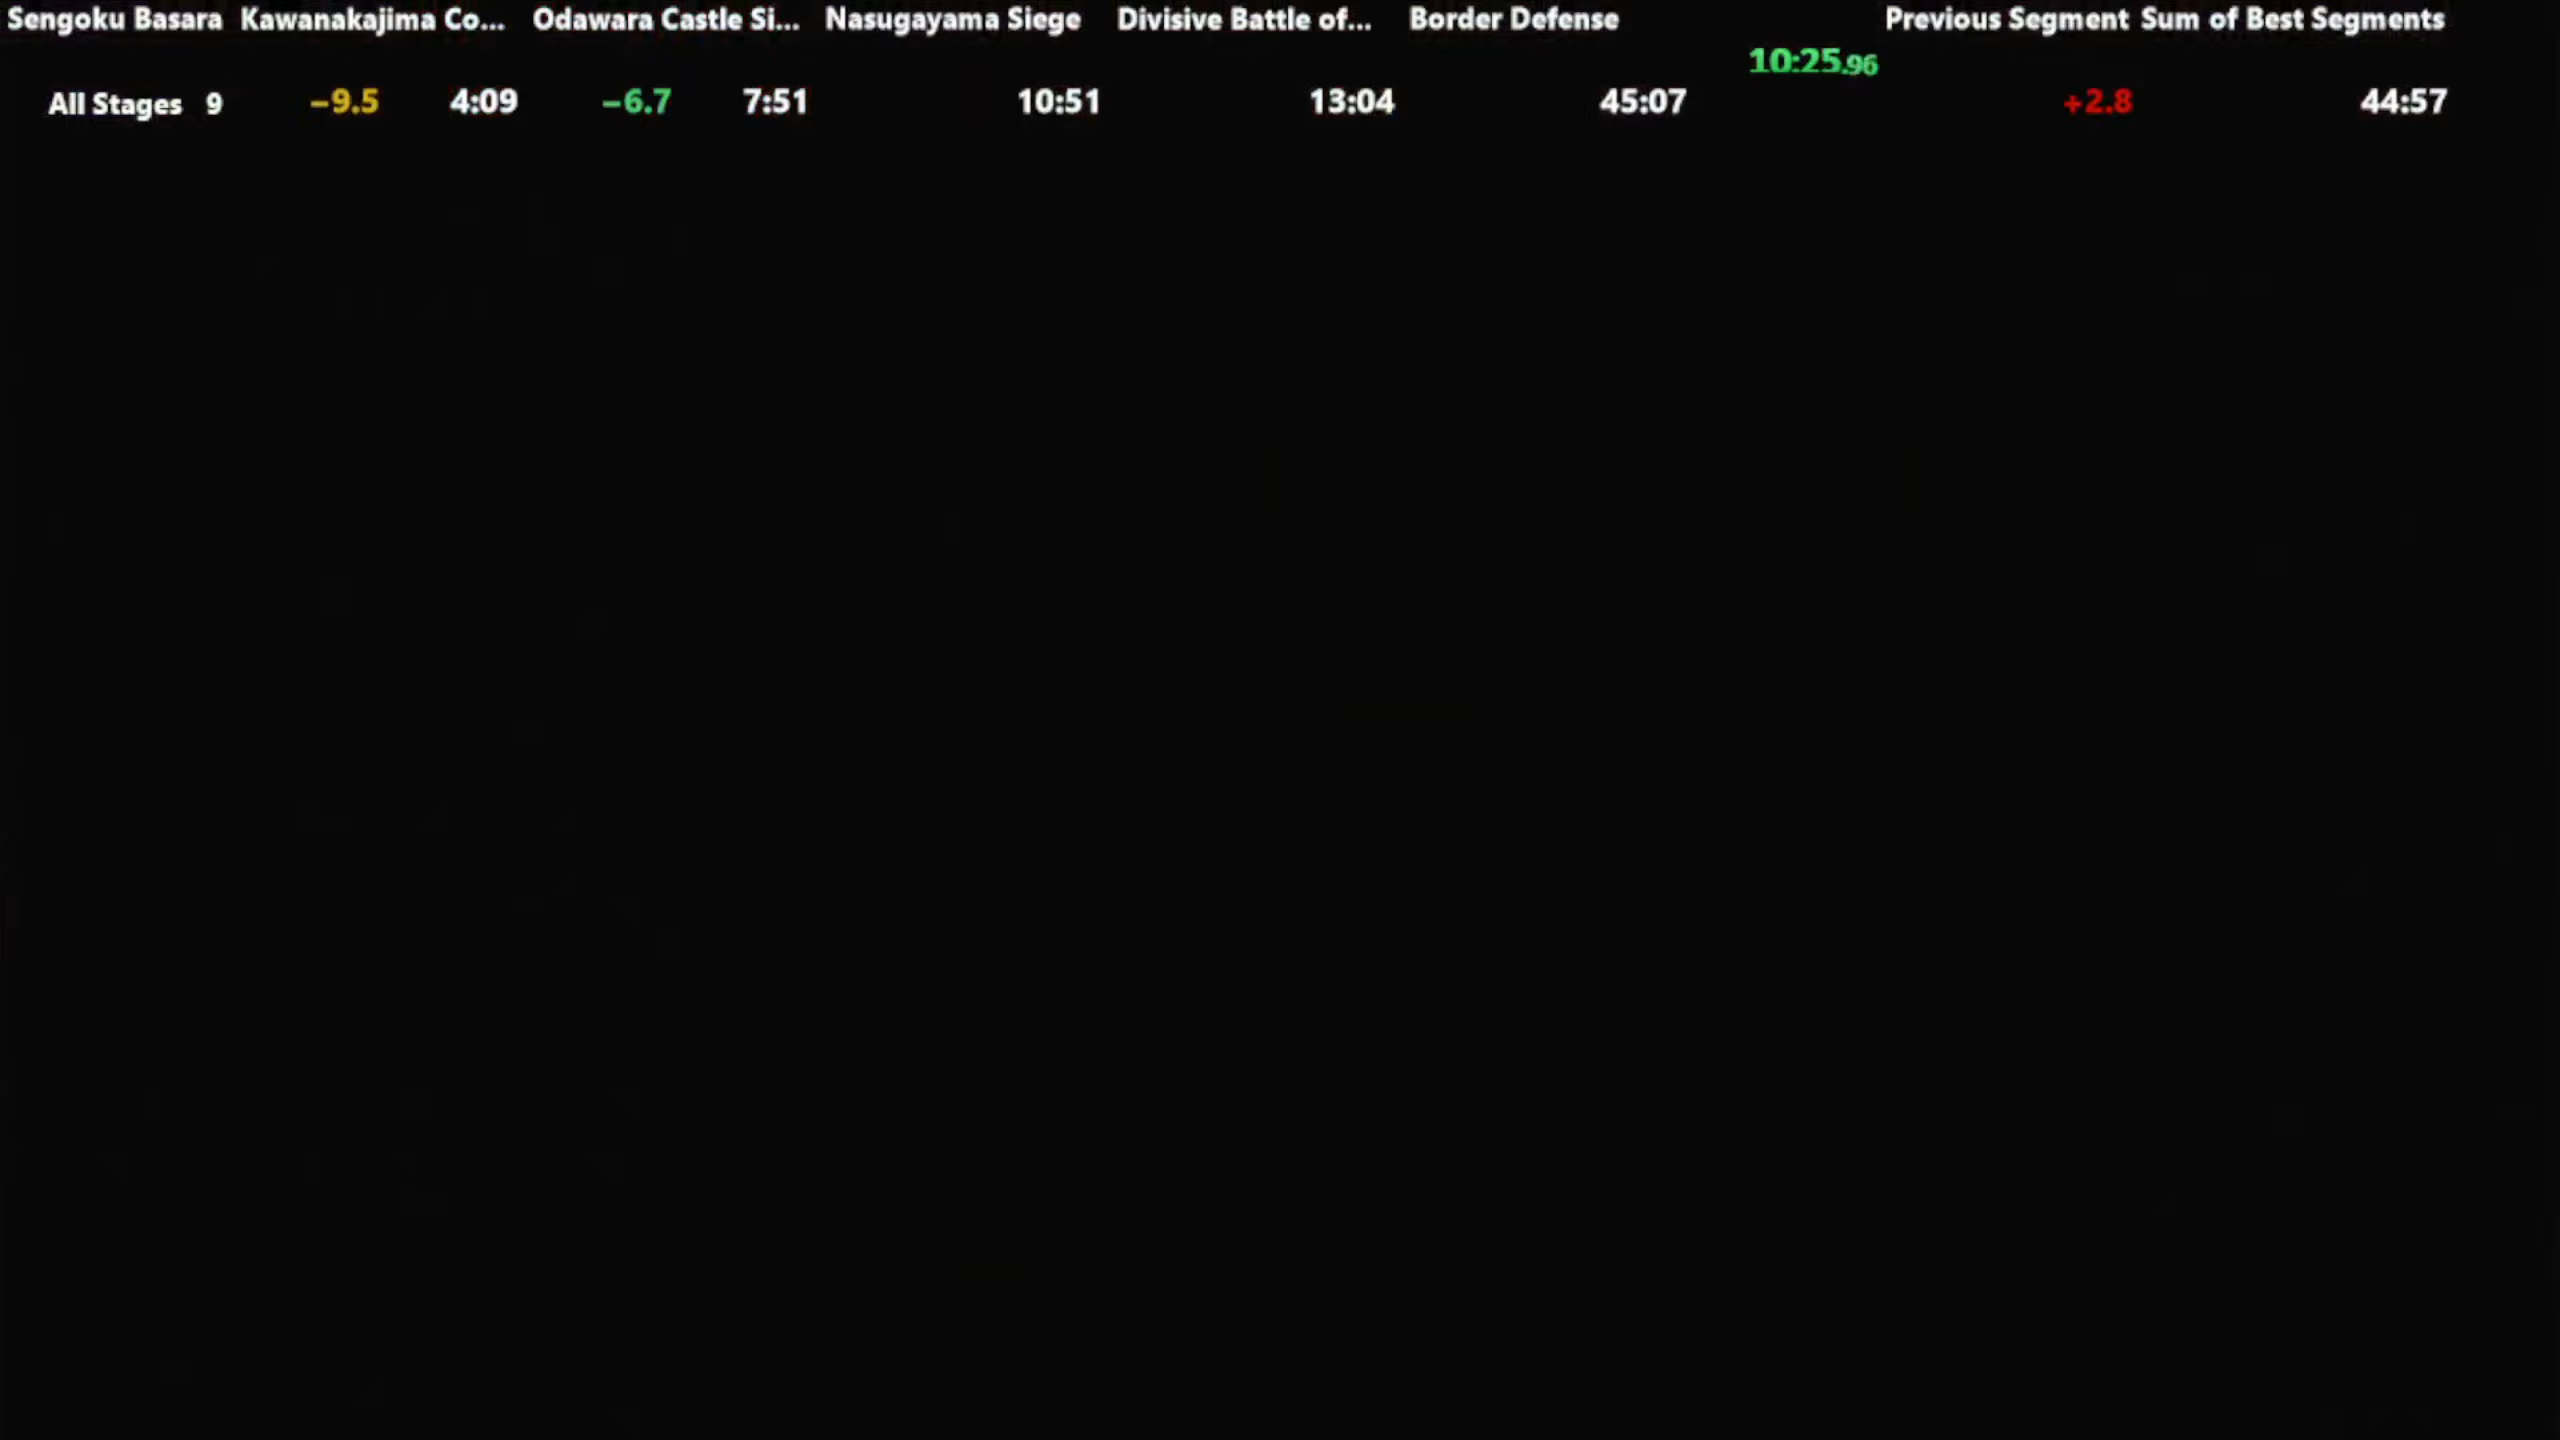 Sengoku Basara Kawanakajima Co... Odawara Castle Si... Nasugayama Siege Divisive Battle of... Border Defense Previous Segment Sum of Best Segments
10:25.96
All Stages 9 −9.5 4:09 −6.7 7:51 10:51 13:04 45:07 +2.8 44:57